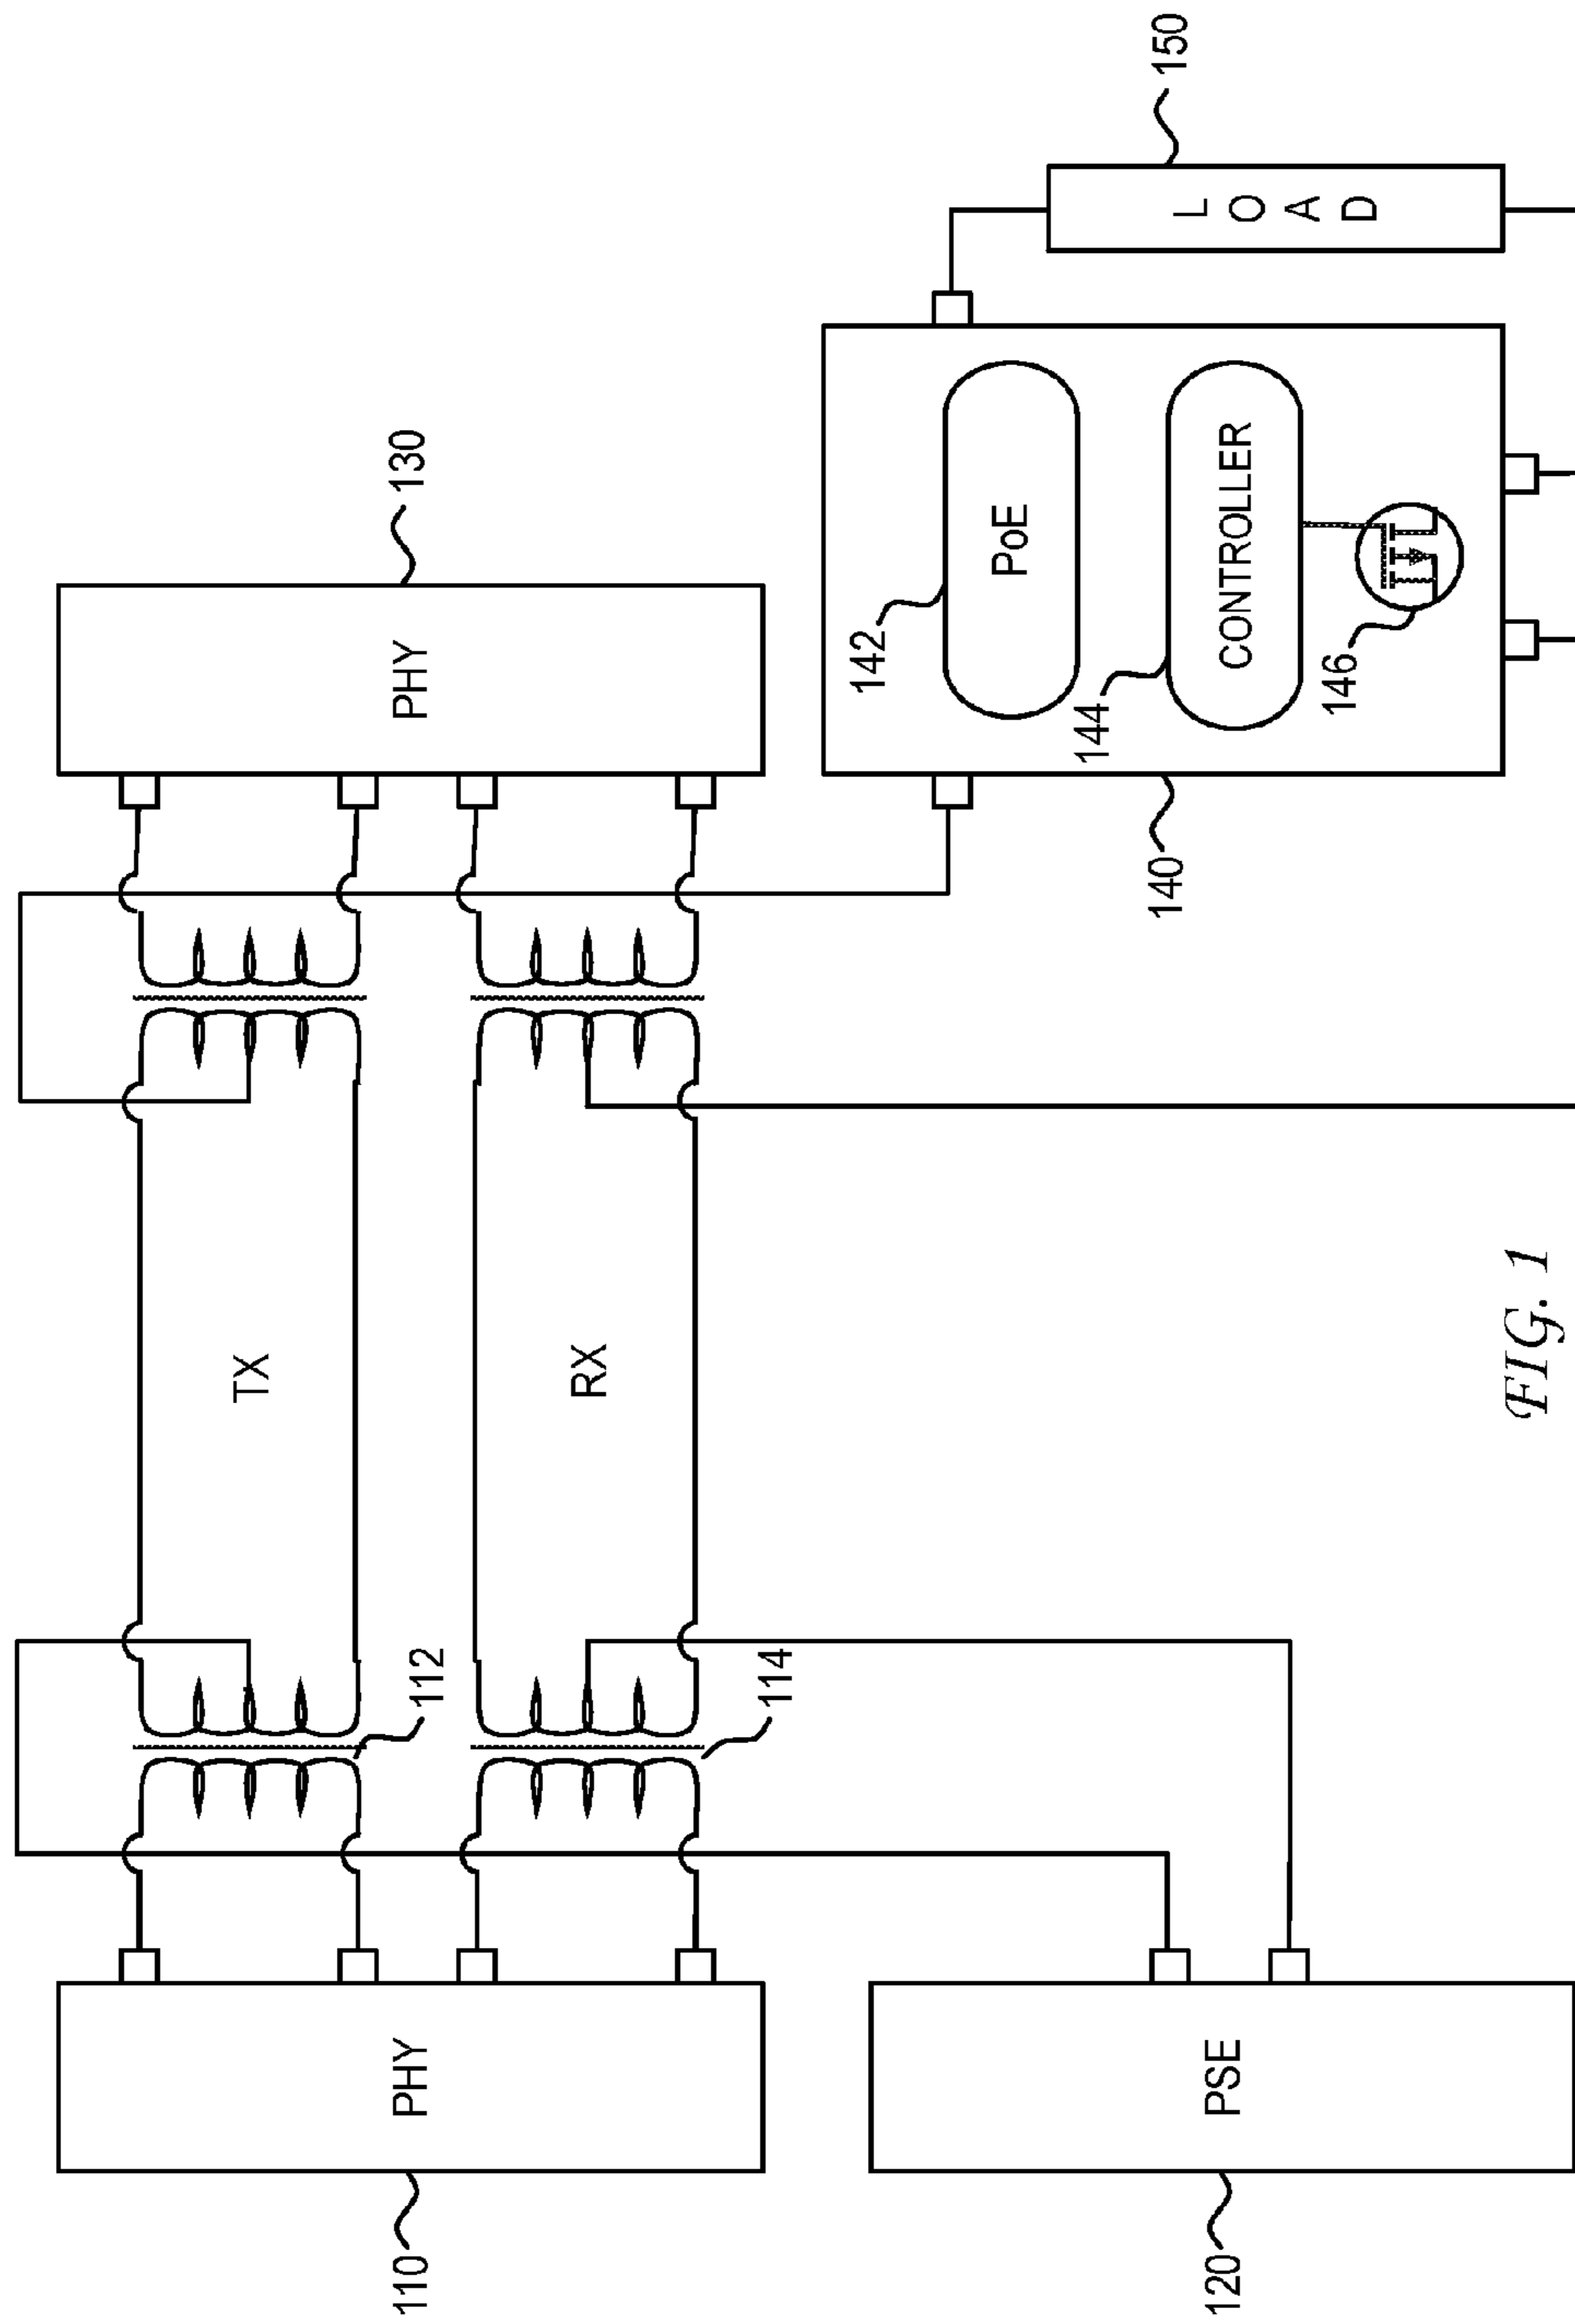 110
PHY
112
114
TX
RX
PHY
130
120
PSE
140
142
PoE
144
CONTROLLER
146
LOAD
150
FIG. 1